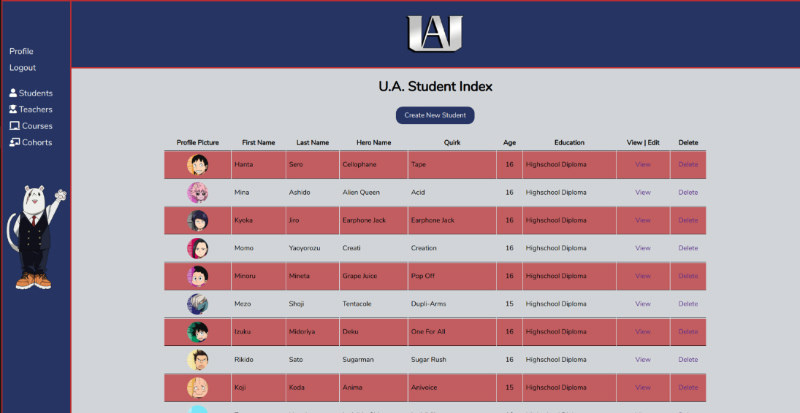 UA
Profile
Logout
Students
Teachers
Courses
Cohorts
U.A. Student Index
Create New Student
Profile Picture First Name Last Name Hero Name Quirk Age Education View | Edit Delete
Hanta Sero Cellophane Tape 16 Highschool Diploma View Delete
Mina Ashido Alien Queen Acid 16 Highschool Diploma View Delete
Kyoka Jiro Earphone Jack Earphone Jack 16 Highschool Diploma View Delete
Momo Yaoyorozu Creati Creation 16 Highschool Diploma View Delete
Minoru Mineta Grape Juice Pop Off 16 Highschool Diploma View Delete
Mezo Shoji Tentacole Dupli-Arms 15 Highschool Diploma View Delete
Izuku Midoriya Deku One For All 16 Highschool Diploma View Delete
Rikido Sato Sugarman Sugar Rush 16 Highschool Diploma View Delete
Koji Koda Anima Anivoice 15 Highschool Diploma View Delete